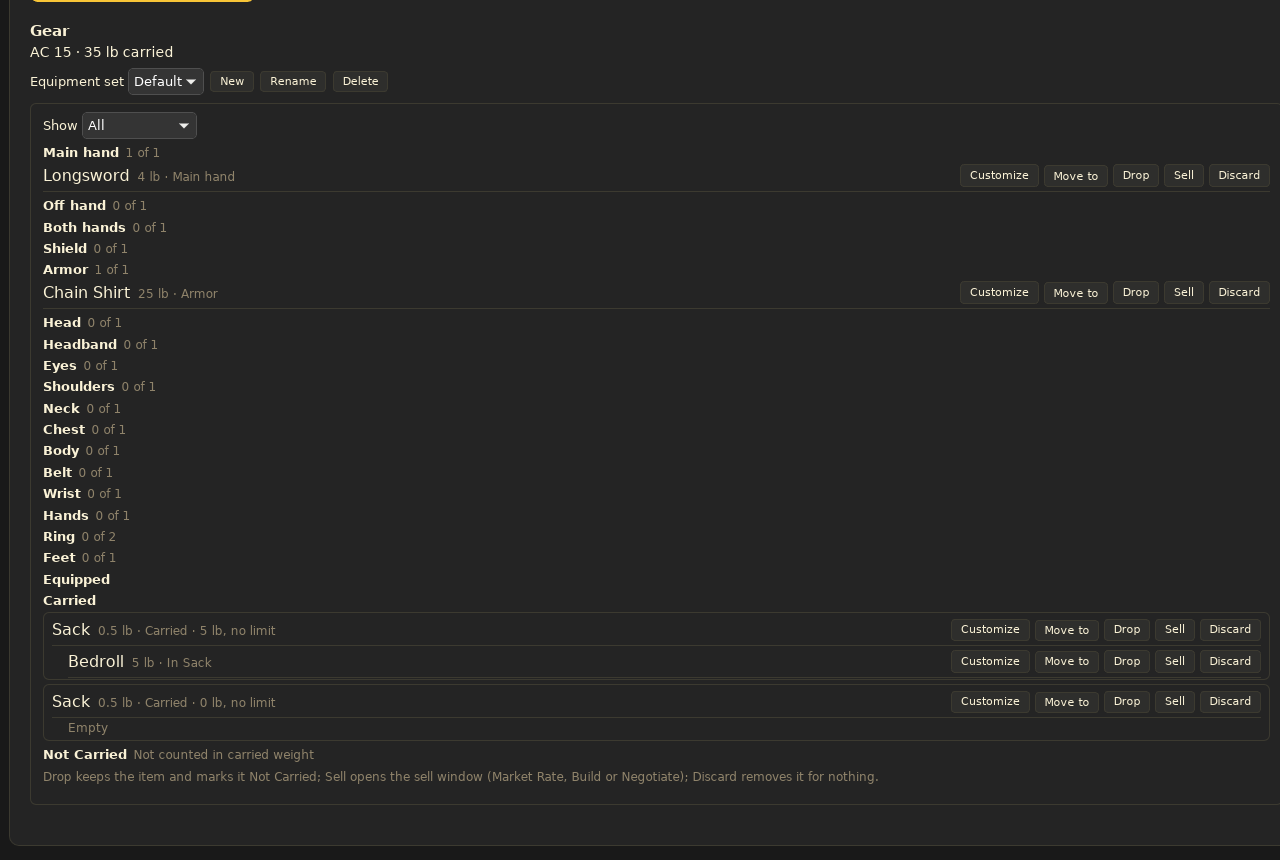 Gear
AC 15 · 35 lb carried
Equipment set Default New Rename Delete
Show All
Main hand 1 of 1
Longsword 4 lb · Main hand Customize Move to Drop Sell Discard
Off hand 0 of 1
Both hands 0 of 1
Shield 0 of 1
Armor 1 of 1
Chain Shirt 25 lb · Armor Customize Move to Drop Sell Discard
Head 0 of 1
Headband 0 of 1
Eyes 0 of 1
Shoulders 0 of 1
Neck 0 of 1
Chest 0 of 1
Body 0 of 1
Belt 0 of 1
Wrist 0 of 1
Hands 0 of 1
Ring 0 of 2
Feet 0 of 1
Equipped
Carried
Sack 0.5 lb · Carried · 5 lb, no limit Customize Move to Drop Sell Discard
Bedroll 5 lb · In Sack Customize Move to Drop Sell Discard
Sack 0.5 lb · Carried · 0 lb, no limit Customize Move to Drop Sell Discard
Empty
Not Carried Not counted in carried weight
Drop keeps the item and marks it Not Carried; Sell opens the sell window (Market Rate, Build or Negotiate); Discard removes it for nothing.